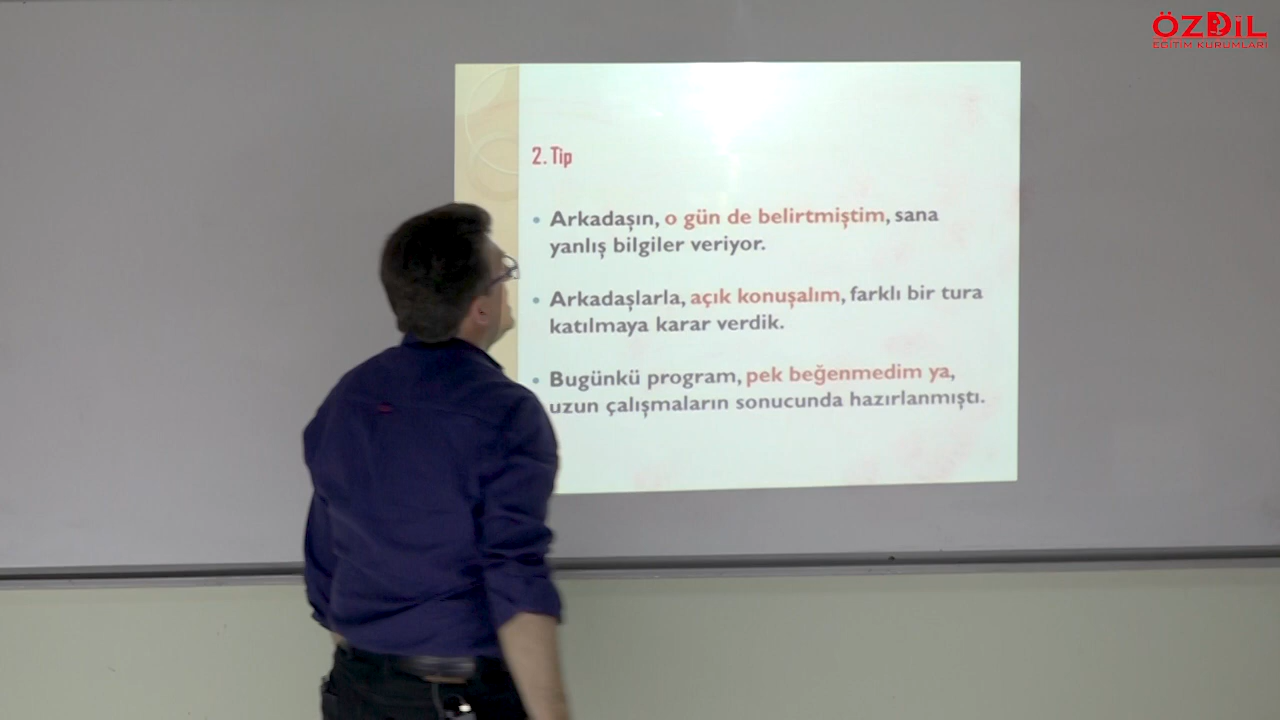 ÖZDİL
EĞİTİM KURUMLARI
2. Tip
• Arkadaşın, o gün de belirtmiştim, sana
yanlış bilgiler veriyor.
• Arkadaşlarla, açık konuşalım, farklı bir tura
katılmaya karar verdik.
• Bugünkü program, pek beğenmedim ya,
uzun çalışmaların sonucunda hazırlanmıştı.